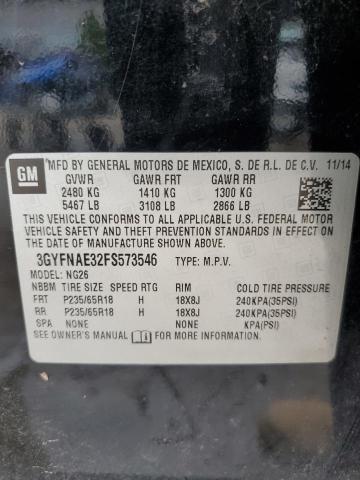 GM
MFD BY GENERAL MOTORS DE MEXICO, S. DE R.L. DE C.V. 11/14
GVWR GAWR FRT GAWR RR
2480 KG 1410 KG 1300 KG
5467 LB 3108 LB 2866 LB
THIS VEHICLE CONFORMS TO ALL APPLICABLE U.S. FEDERAL MOTOR
VEHICLE SAFETY AND THEFT PREVENTION STANDARDS IN EFFECT
ON THE DATE OF MANUFACTURE SHOWN ABOVE.
3GYFNAE32FS573546 TYPE: M.P.V.
MODEL: NG26
NBBM TIRE SIZE SPEED RTG RIM COLD TIRE PRESSURE
FRT P235/65R18 H 18X8J 240KPA(35PSI)
RR P235/65R18 H 18X8J 240KPA(35PSI)
SPA NONE KPA(PSI)
SEE OWNER'S MANUAL FOR MORE INFORMATION.